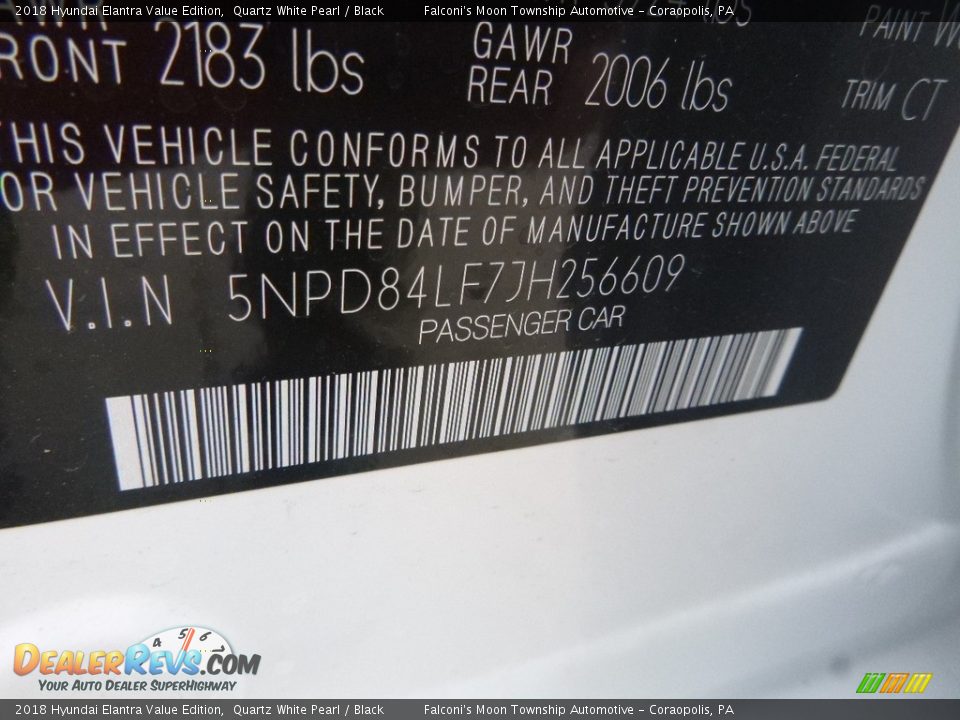 2018 Hyundai Elantra Value Edition, Quartz White Pearl / Black Falconi's Moon Township Automotive - Coraopolis, PA
2183 lbs
GAWR
REAR 2006 lbs
PAINT
TRIM CT
THIS VEHICLE CONFORMS TO ALL APPLICABLE U.S.A. FEDERAL
OR VEHICLE SAFETY, BUMPER, AND THEFT PREVENTION STANDARDS
IN EFFECT ON THE DATE OF MANUFACTURE SHOWN ABOVE
V.I.N 5NPD84LF7JH256609
PASSENGER CAR
4 5 6
DEALERREVS.COM
YOUR AUTO DEALER SUPERHIGHWAY
2018 Hyundai Elantra Value Edition, Quartz White Pearl / Black Falconi's Moon Township Automotive - Coraopolis, PA